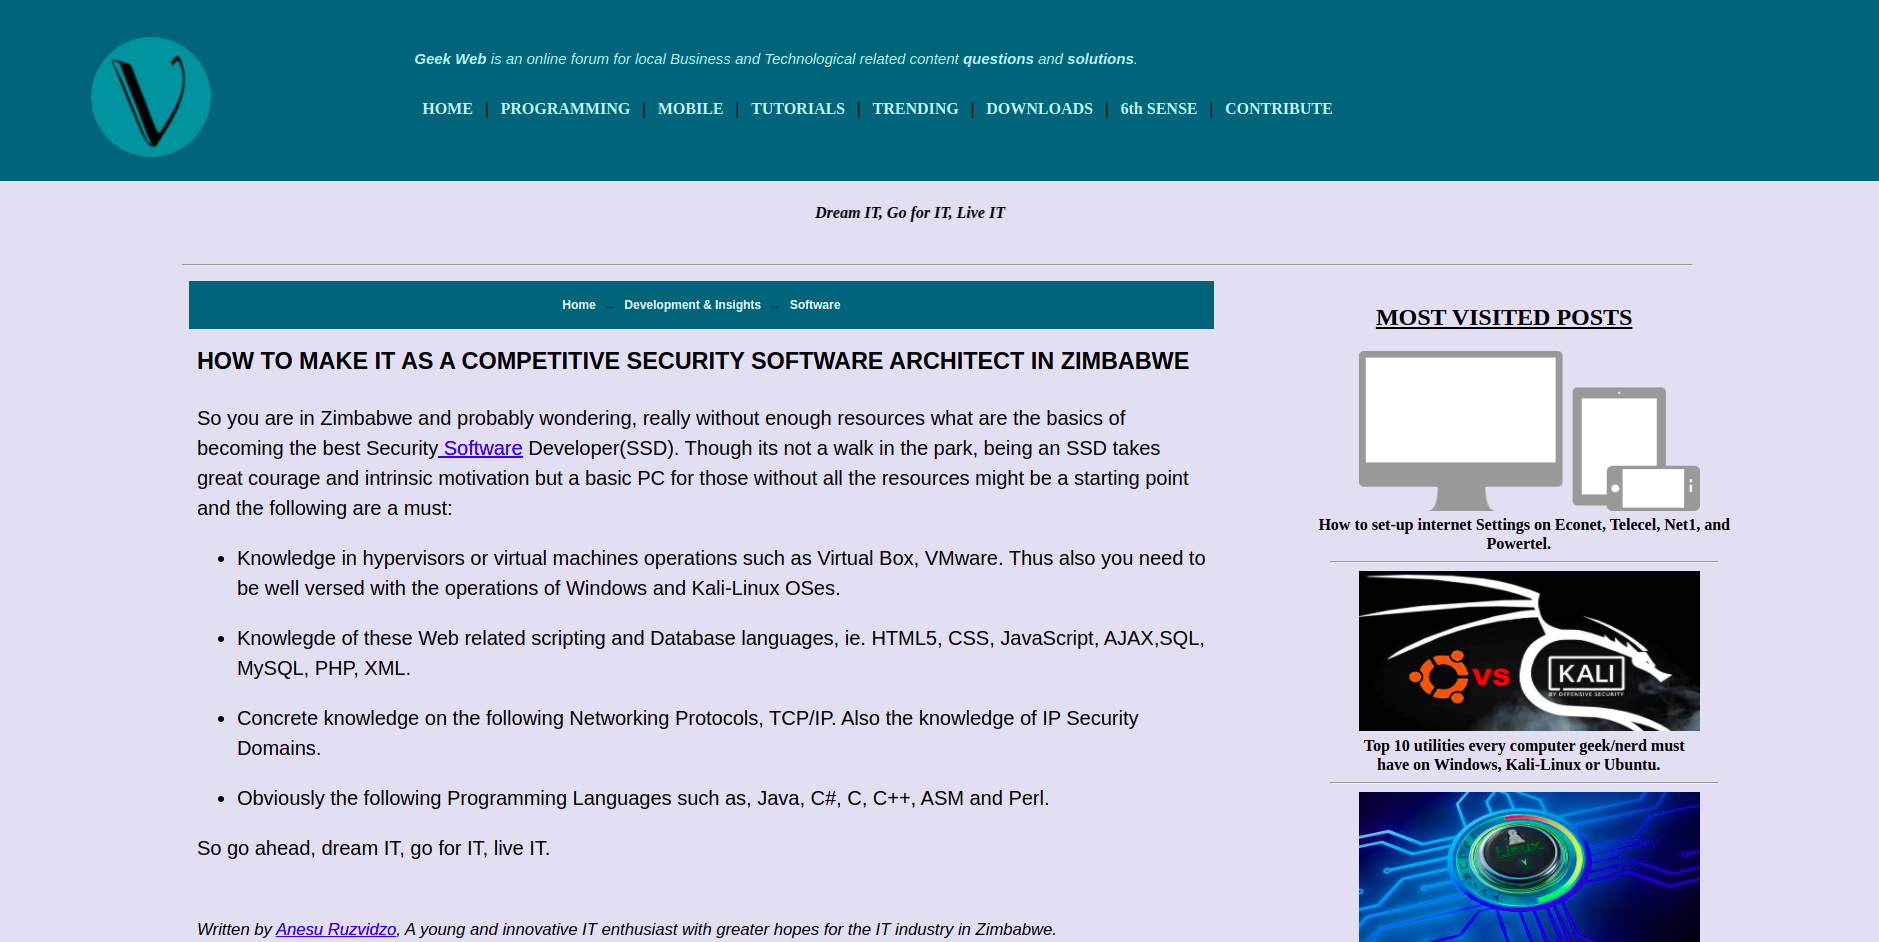 V
Geek Web is an online forum for local Business and Technological related content questions and solutions.
HOME | PROGRAMMING | MOBILE | TUTORIALS | TRENDING | DOWNLOADS | 6th SENSE | CONTRIBUTE
Dream IT, Go for IT, Live IT
Home → Development & Insights → Software
HOW TO MAKE IT AS A COMPETITIVE SECURITY SOFTWARE ARCHITECT IN ZIMBABWE
So you are in Zimbabwe and probably wondering, really without enough resources what are the basics of
becoming the best Security Software Developer(SSD). Though its not a walk in the park, being an SSD takes
great courage and intrinsic motivation but a basic PC for those without all the resources might be a starting point
and the following are a must:
• Knowledge in hypervisors or virtual machines operations such as Virtual Box, VMware. Thus also you need to
be well versed with the operations of Windows and Kali-Linux OSes.
• Knowlegde of these Web related scripting and Database languages, ie. HTML5, CSS, JavaScript, AJAX,SQL,
MySQL, PHP, XML.
• Concrete knowledge on the following Networking Protocols, TCP/IP. Also the knowledge of IP Security
Domains.
• Obviously the following Programming Languages such as, Java, C#, C, C++, ASM and Perl.
So go ahead, dream IT, go for IT, live IT.
Written by Anesu Ruzvidzo, A young and innovative IT enthusiast with greater hopes for the IT industry in Zimbabwe.
MOST VISITED POSTS
How to set-up internet Settings on Econet, Telecel, Net1, and
Powertel.
vs
KALI
BY OFFENSIVE SECURITY
Top 10 utilities every computer geek/nerd must
have on Windows, Kali-Linux or Ubuntu.
Linux
V
SECURITY